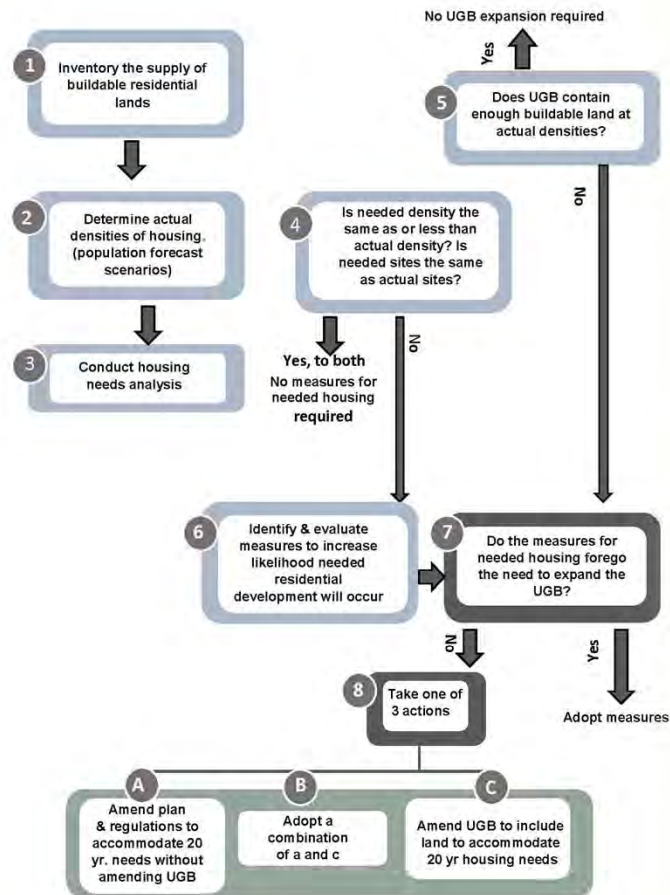 1
Inventory the supply of
buildable residential
lands
2
Determine actual
densities of housing.
(population forecast
scenarios)
3
Conduct housing
needs analysis
4
Is needed density the
same as or less than
actual density? Is
needed sites the same
as actual sites?
Yes, to both
No measures for
needed housing
required
No
No UGB expansion required
Yes
5
Does UGB contain
enough buildable land at
actual densities?
No
6
Identify & evaluate
measures to increase
likelihood needed
residential
development will occur
7
Do the measures for
needed housing forego
the need to expand the
UGB?
No
Yes
Adopt measures
8
Take one of
3 actions
A
Amend plan
& regulations to
accommodate 20
yr. needs without
amending UGB
B
Adopt a
combination
of a and c
C
Amend UGB to include
land to accommodate
20 yr housing needs